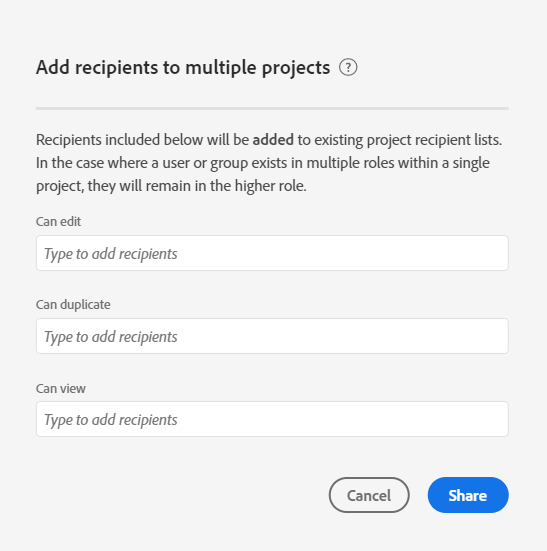 Add recipients to multiple projects ?
Recipients included below will be added to existing project recipient lists.
In the case where a user or group exists in multiple roles within a single
project, they will remain in the higher role.
Can edit
Type to add recipients
Can duplicate
Type to add recipients
Can view
Type to add recipients
Cancel Share